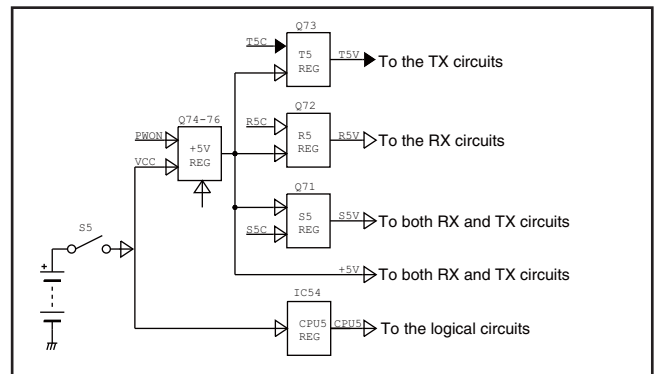 Q73
T5C
T5
REG
T5V
To the TX circuits
Q74-76
Q72
PWON
+5V
REG
R5C
R5
REG
R5V
To the RX circuits
VCC
Q71
S5
S5
REG
S5V
To both RX and TX circuits
S5C
+
+5V
To both RX and TX circuits
IC54
CPU5
REG
CPU5
To the logical circuits